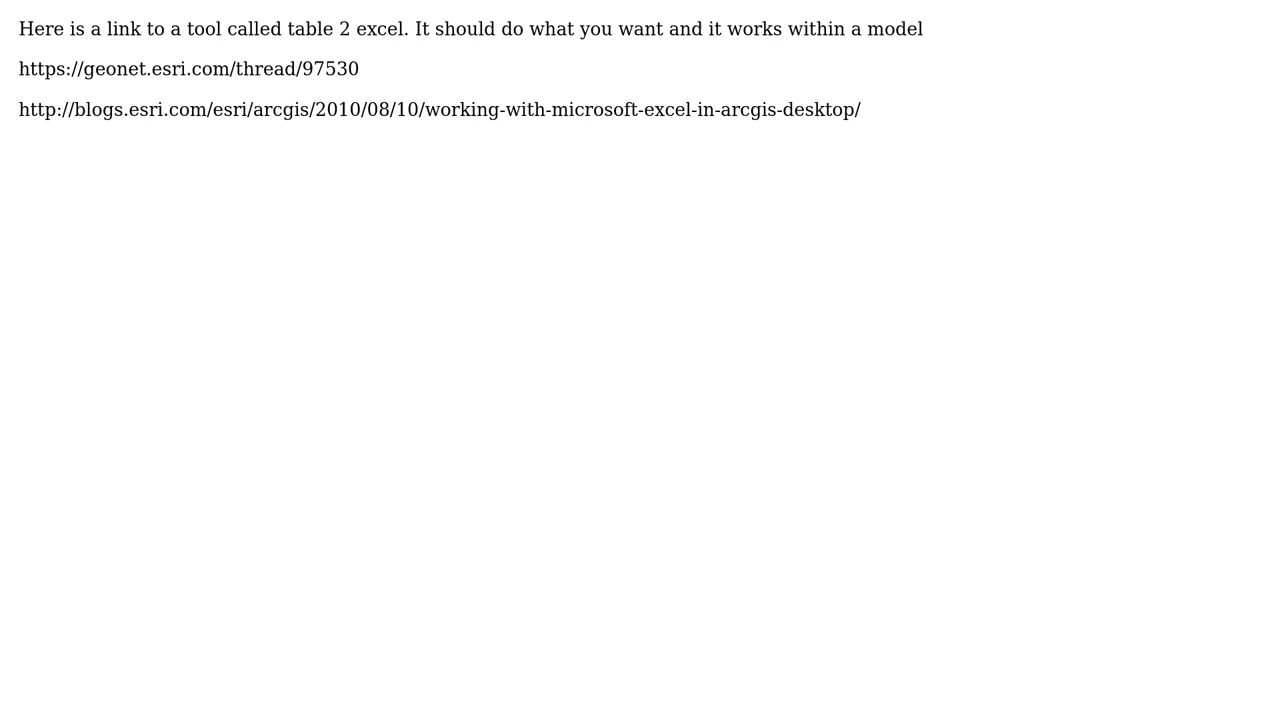 Here is a link to a tool called table 2 excel. It should do what you want and it works within a model
https://geonet.esri.com/thread/97530
http://blogs.esri.com/esri/arcgis/2010/08/10/working-with-microsoft-excel-in-arcgis-desktop/